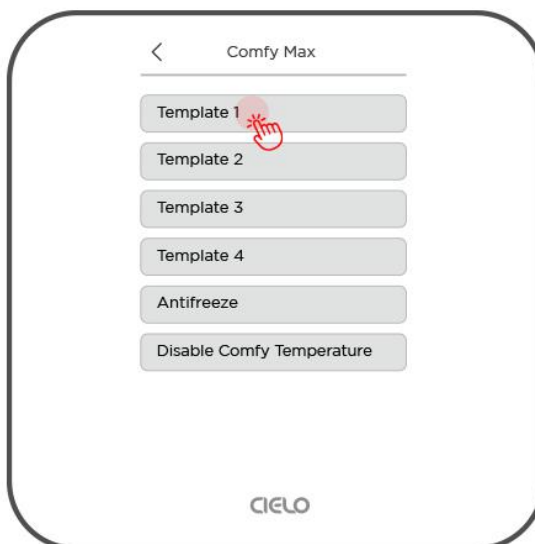 Comfy Max
Template 1
Template 2
Template 3
Template 4
Antifreeze
Disable Comfy Temperature
CIELO